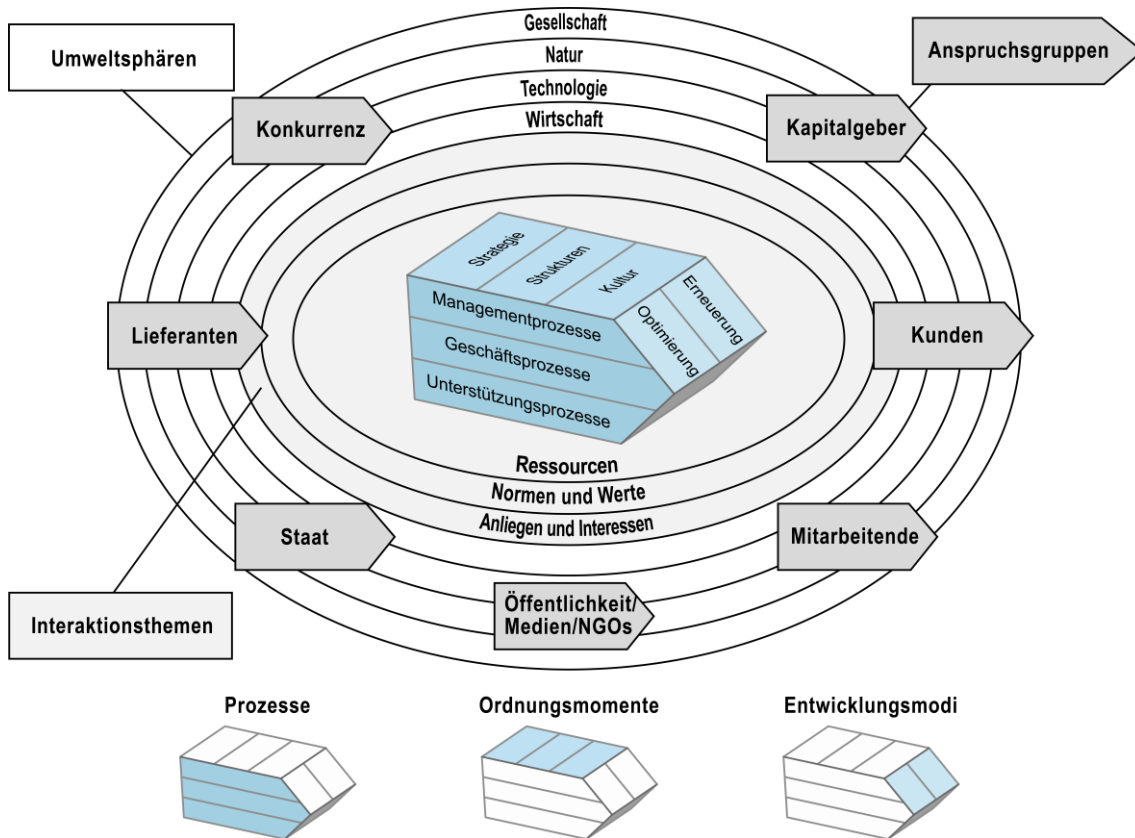 Gesellschaft
Umweltsphären
Anspruchsgruppen
Natur
Technologie
Wirtschaft
Konkurrenz
Kapitalgeber
Strategie
Strukturen
Kultur
Erneuerung
Optimierung
Managementprozesse
Geschäftsprozesse
Unterstützungsprozesse
Lieferanten
Kunden
Ressourcen
Normen und Werte
Anliegen und Interessen
Staat
Mitarbeitende
Öffentlichkeit/
Medien/NGOs
Interaktionsthemen
Prozesse
Ordnungsmomente
Entwicklungsmodi